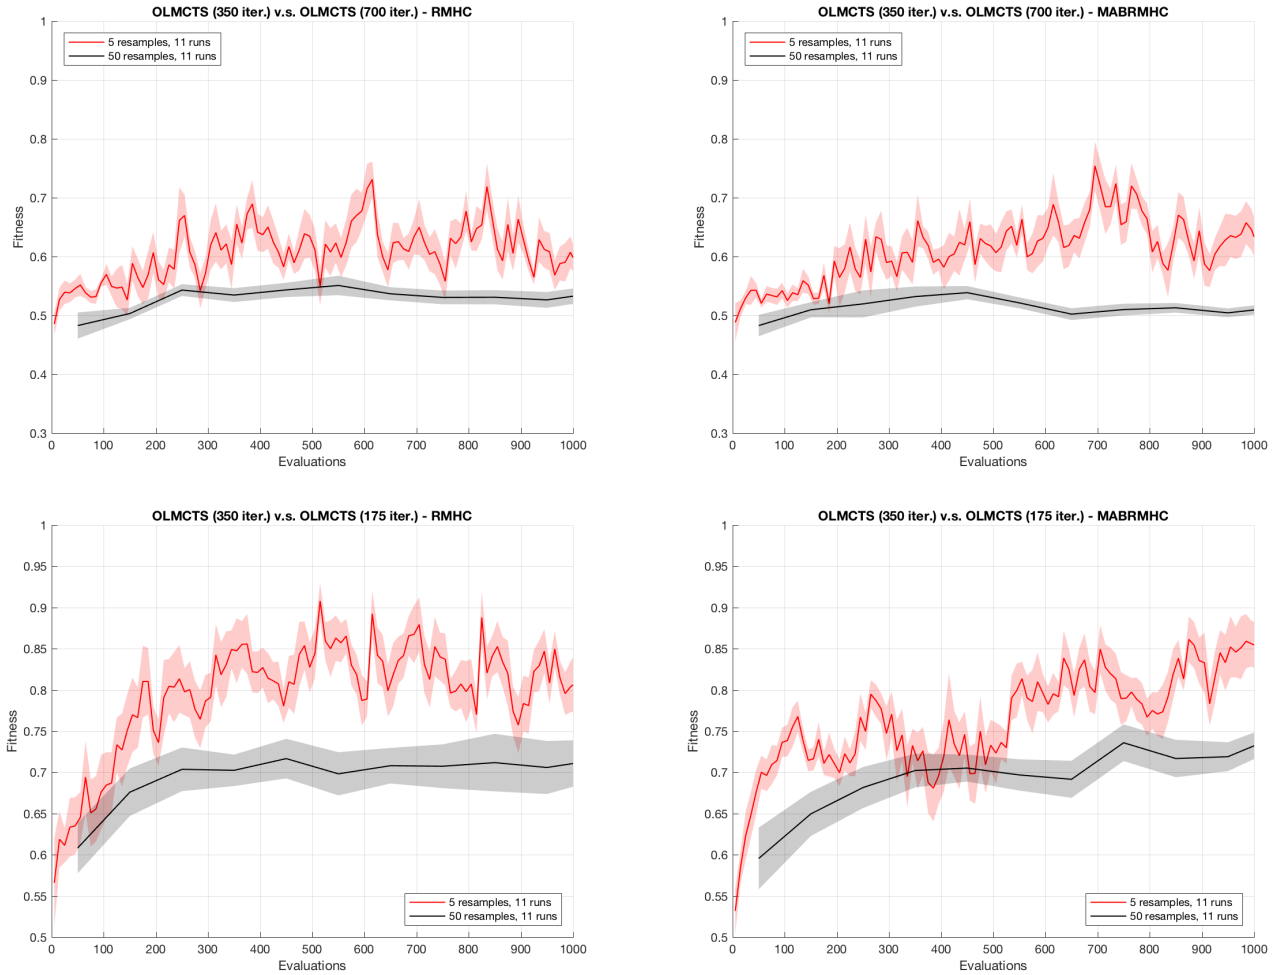 OLMCTS (350 iter.) v.s. OLMCTS (700 iter.) - RMHC
1
0.9
0.8
0.7
0.6
0.5
0.4
0.3
Fitness
5 resamples, 11 runs
50 resamples, 11 runs
0 100 200 300 400 500 600 700 800 900 1000
Evaluations
OLMCTS (350 iter.) v.s. OLMCTS (700 iter.) - MABRMHC
1
0.9
0.8
0.7
0.6
0.5
0.4
0.3
Fitness
5 resamples, 11 runs
50 resamples, 11 runs
0 100 200 300 400 500 600 700 800 900 1000
Evaluations
OLMCTS (350 iter.) v.s. OLMCTS (175 iter.) - RMHC
1
0.95
0.9
0.85
0.8
0.75
0.7
0.65
0.6
0.55
0.5
Fitness
5 resamples, 11 runs
50 resamples, 11 runs
0 100 200 300 400 500 600 700 800 900 1000
Evaluations
OLMCTS (350 iter.) v.s. OLMCTS (175 iter.) - MABRMHC
1
0.95
0.9
0.85
0.8
0.75
0.7
0.65
0.6
0.55
0.5
Fitness
5 resamples, 11 runs
50 resamples, 11 runs
0 100 200 300 400 500 600 700 800 900 1000
Evaluations